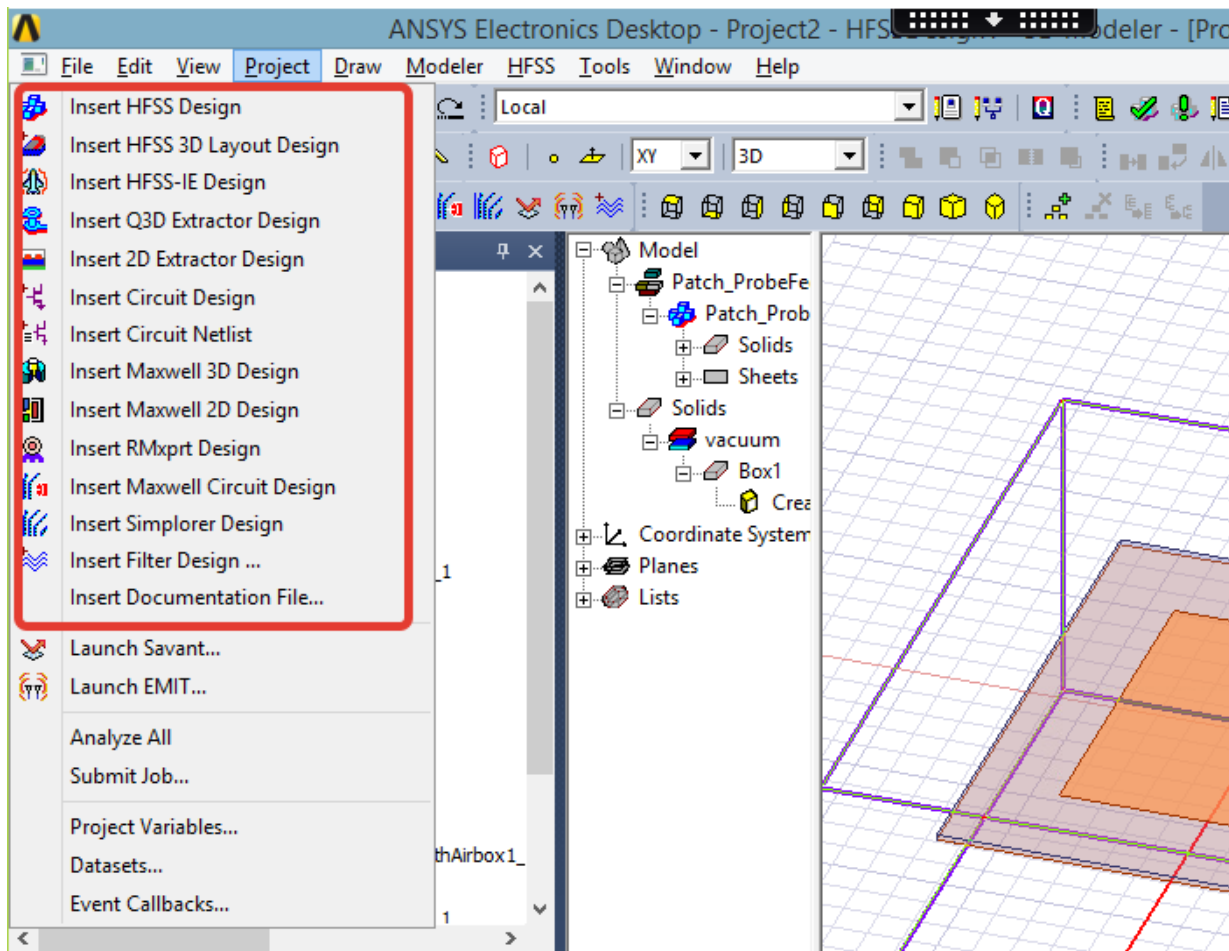 ANSYS Electronics Desktop - Project2 - HFSS modeler - [Pro
File Edit View Project Draw Modeler HFSS Tools Window Help
Insert HFSS Design
Insert HFSS 3D Layout Design
Insert HFSS-IE Design
Insert Q3D Extractor Design
Insert 2D Extractor Design
Insert Circuit Design
Insert Circuit Netlist
Insert Maxwell 3D Design
Insert Maxwell 2D Design
Insert RMxprt Design
Insert Maxwell Circuit Design
Insert Simplorer Design
Insert Filter Design ...
Insert Documentation File...
Launch Savant...
Launch EMIT...
Analyze All
Submit Job...
Project Variables...
Datasets...
Event Callbacks...
Local
XY 3D
_1
thAirbox1_
1
Model
Patch_ProbeFe
Patch_Prob
Solids
Sheets
Solids
vacuum
Box1
Crea
Coordinate System
Planes
Lists